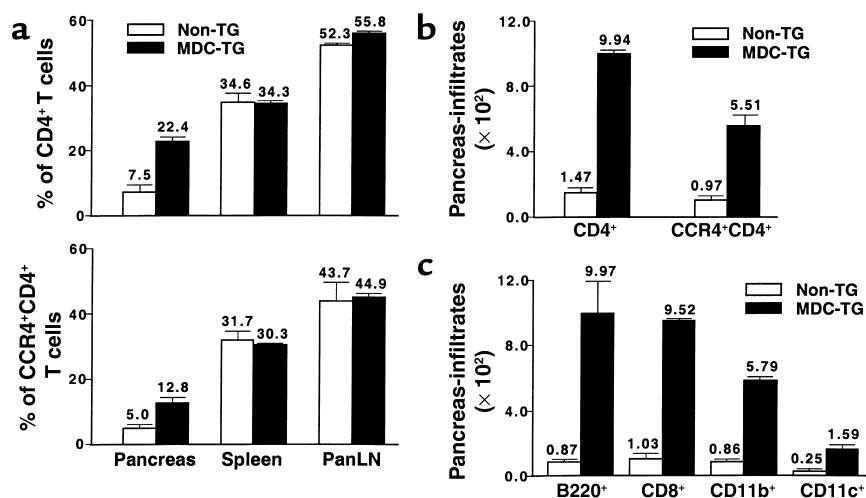 a
Non-TG
MDC-TG
% of CD4⁺ T cells
60
40
20
0
7.5
22.4
34.6
34.3
52.3
55.8
% of CCR4⁺CD4⁺
T cells
60
40
20
0
5.0
12.8
31.7
30.3
43.7
44.9
Pancreas
Spleen
PanLN
b
Non-TG
MDC-TG
Pancreas-infiltrates
(× 10²)
12.0
8.0
4.0
0.0
1.47
9.94
0.97
5.51
CD4⁺
CCR4⁺CD4⁺
c
Non-TG
MDC-TG
Pancreas-infiltrates
(× 10²)
12.0
8.0
4.0
0.0
0.87
9.97
1.03
9.52
0.86
5.79
0.25
1.59
B220⁺
CD8⁺
CD11b⁺
CD11c⁺